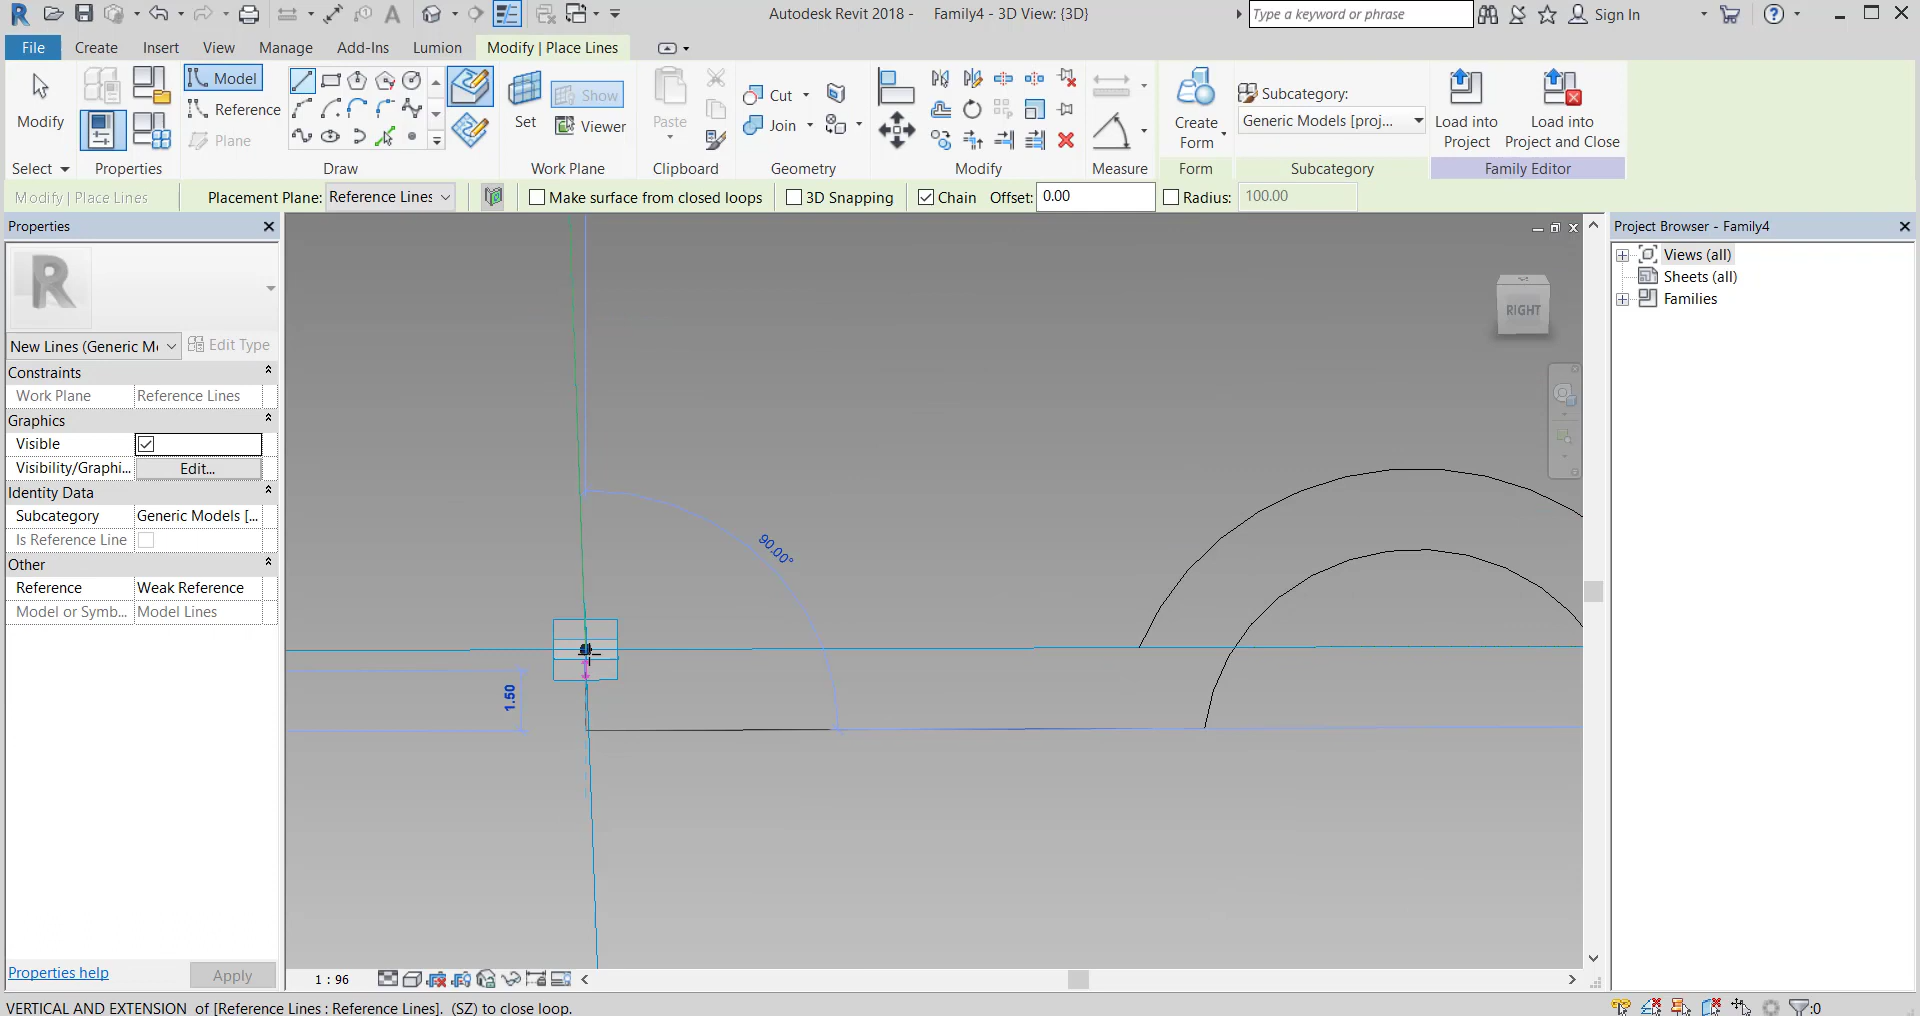 Autodesk Revit 2018 - Family4 - 3D View: {3D}
Type a keyword or phrase
Sign In
File Create Insert View Manage Add-Ins Lumion Modify | Place Lines
Modify
Model
Reference
Plane
Set
Show
Viewer
Paste
Cut
Join
Create
Form
Subcategory:
Generic Models [proj...
Load into
Project
Load into
Project and Close
Select Properties Draw Work Plane Clipboard Geometry Modify Measure Form Subcategory Family Editor
Modify | Place Lines Placement Plane: Reference Lines Make surface from closed loops 3D Snapping Chain Offset: 0.00 Radius: 100.00
Properties
R
New Lines (Generic Mo Edit Type
Constraints
Work Plane Reference Lines
Graphics
Visible
Visibility/Graphi... Edit...
Identity Data
Subcategory Generic Models [...
Is Reference Line
Other
Reference Weak Reference
Model or Symb... Model Lines
Properties help Apply
90.00°
1.50
RIGHT
Project Browser - Family4
Views (all)
Sheets (all)
Families
1 : 96
VERTICAL AND EXTENSION of [Reference Lines : Reference Lines]. (SZ) to close loop.
:0